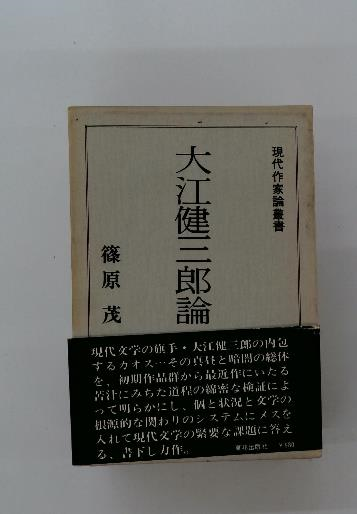 現代作家論叢書
大江健三郎論
篠原 茂
現代文学の旗手・大江健三郎の内包
するカオス…その真昼と暗闇の総体
を、初期作品群から最近作にいたる
苦汁にみちた道程の綿密な検証によ
って明らかにし、個と状況と文学の
根源的な関わりのシステムにメスを
入れて現代文学の緊要な課題に答え
る、書下し力作。